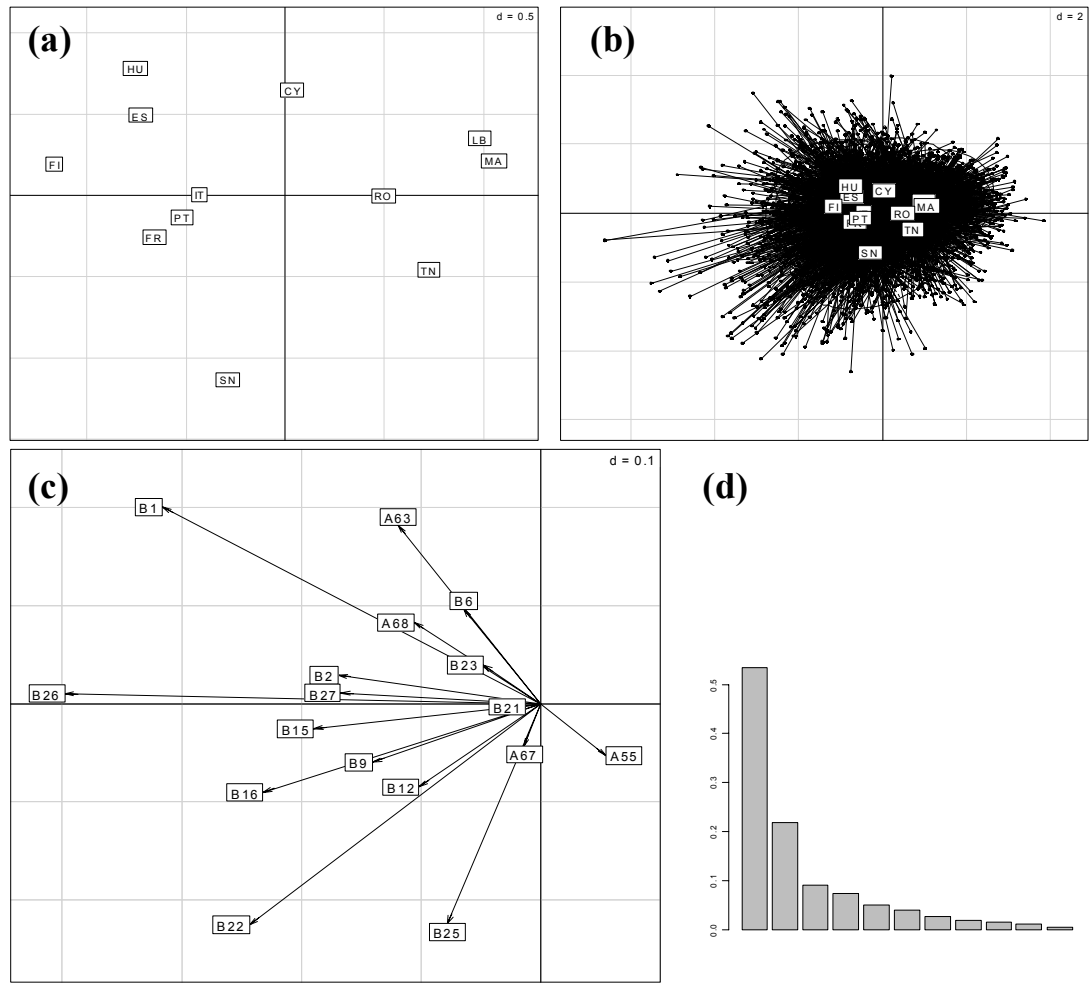 (a)
d = 0.5
HU
CY
ES
LB
MA
FI
IT
RO
PT
FR
TN
SN
(b)
d = 2
HU
CY
ES
FI
MA
PT
RO
TN
SN
(c)
d = 0.1
B1
A63
B6
A68
B23
B2
B26
B27
B21
B15
A67
A55
B9
B12
B16
B22
B25
(d)
0.5
0.4
0.3
0.2
0.1
0.0